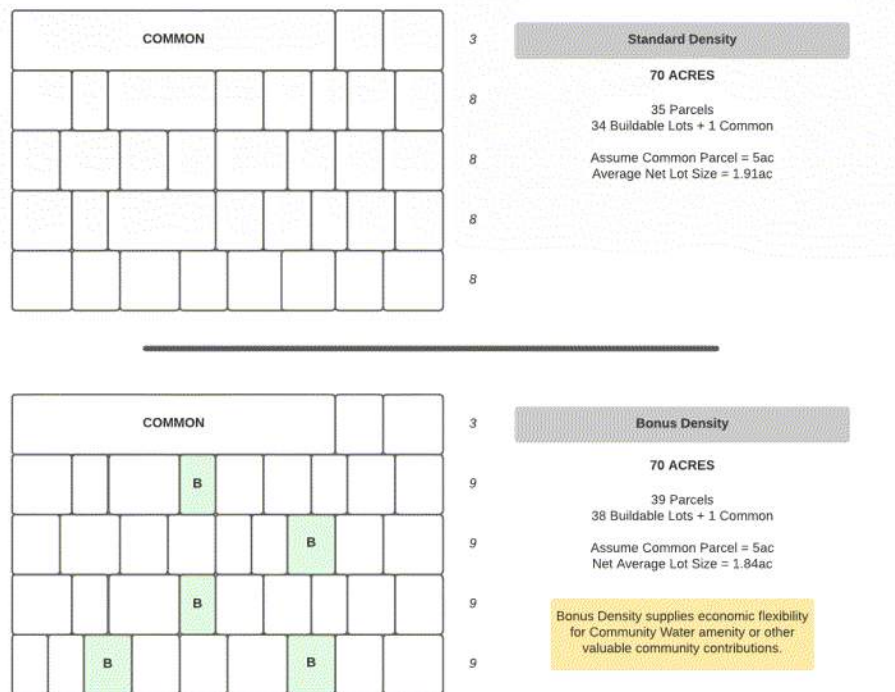 COMMON
3
8
8
8
8
Standard Density
70 ACRES
35 Parcels
34 Buildable Lots + 1 Common
Assume Common Parcel = 5ac
Average Net Lot Size = 1.91ac
COMMON
3
B
9
B
9
B
9
B
B
9
Bonus Density
70 ACRES
39 Parcels
38 Buildable Lots + 1 Common
Assume Common Parcel = 5ac
Net Average Lot Size = 1.84ac
Bonus Density supplies economic flexibility
for Community Water amenity or other
valuable community contributions.